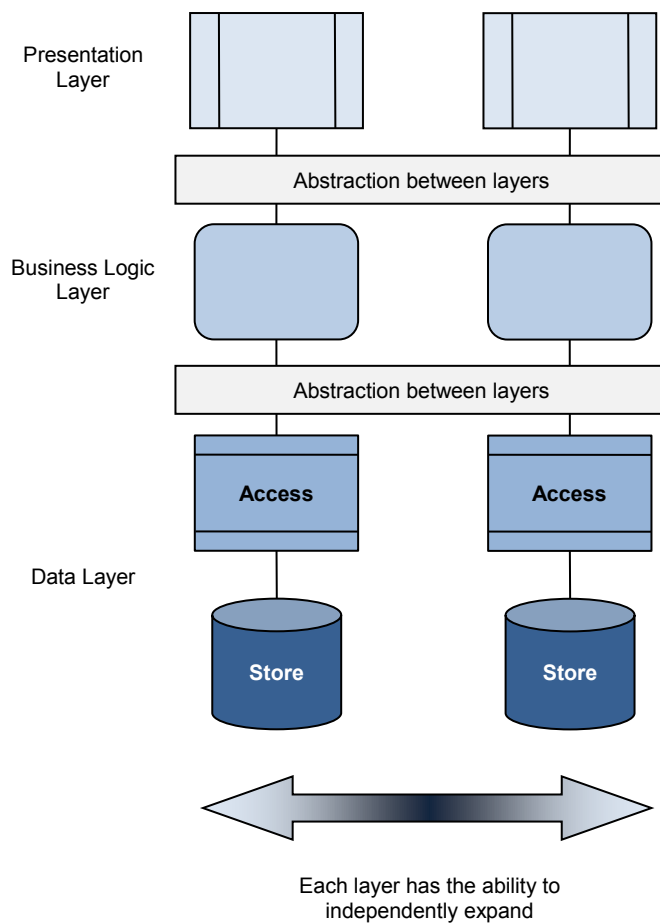 Presentation
Layer
Abstraction between layers
Business Logic
Layer
Abstraction between layers
Access
Access
Data Layer
Store
Store
Each layer has the ability to
independently expand